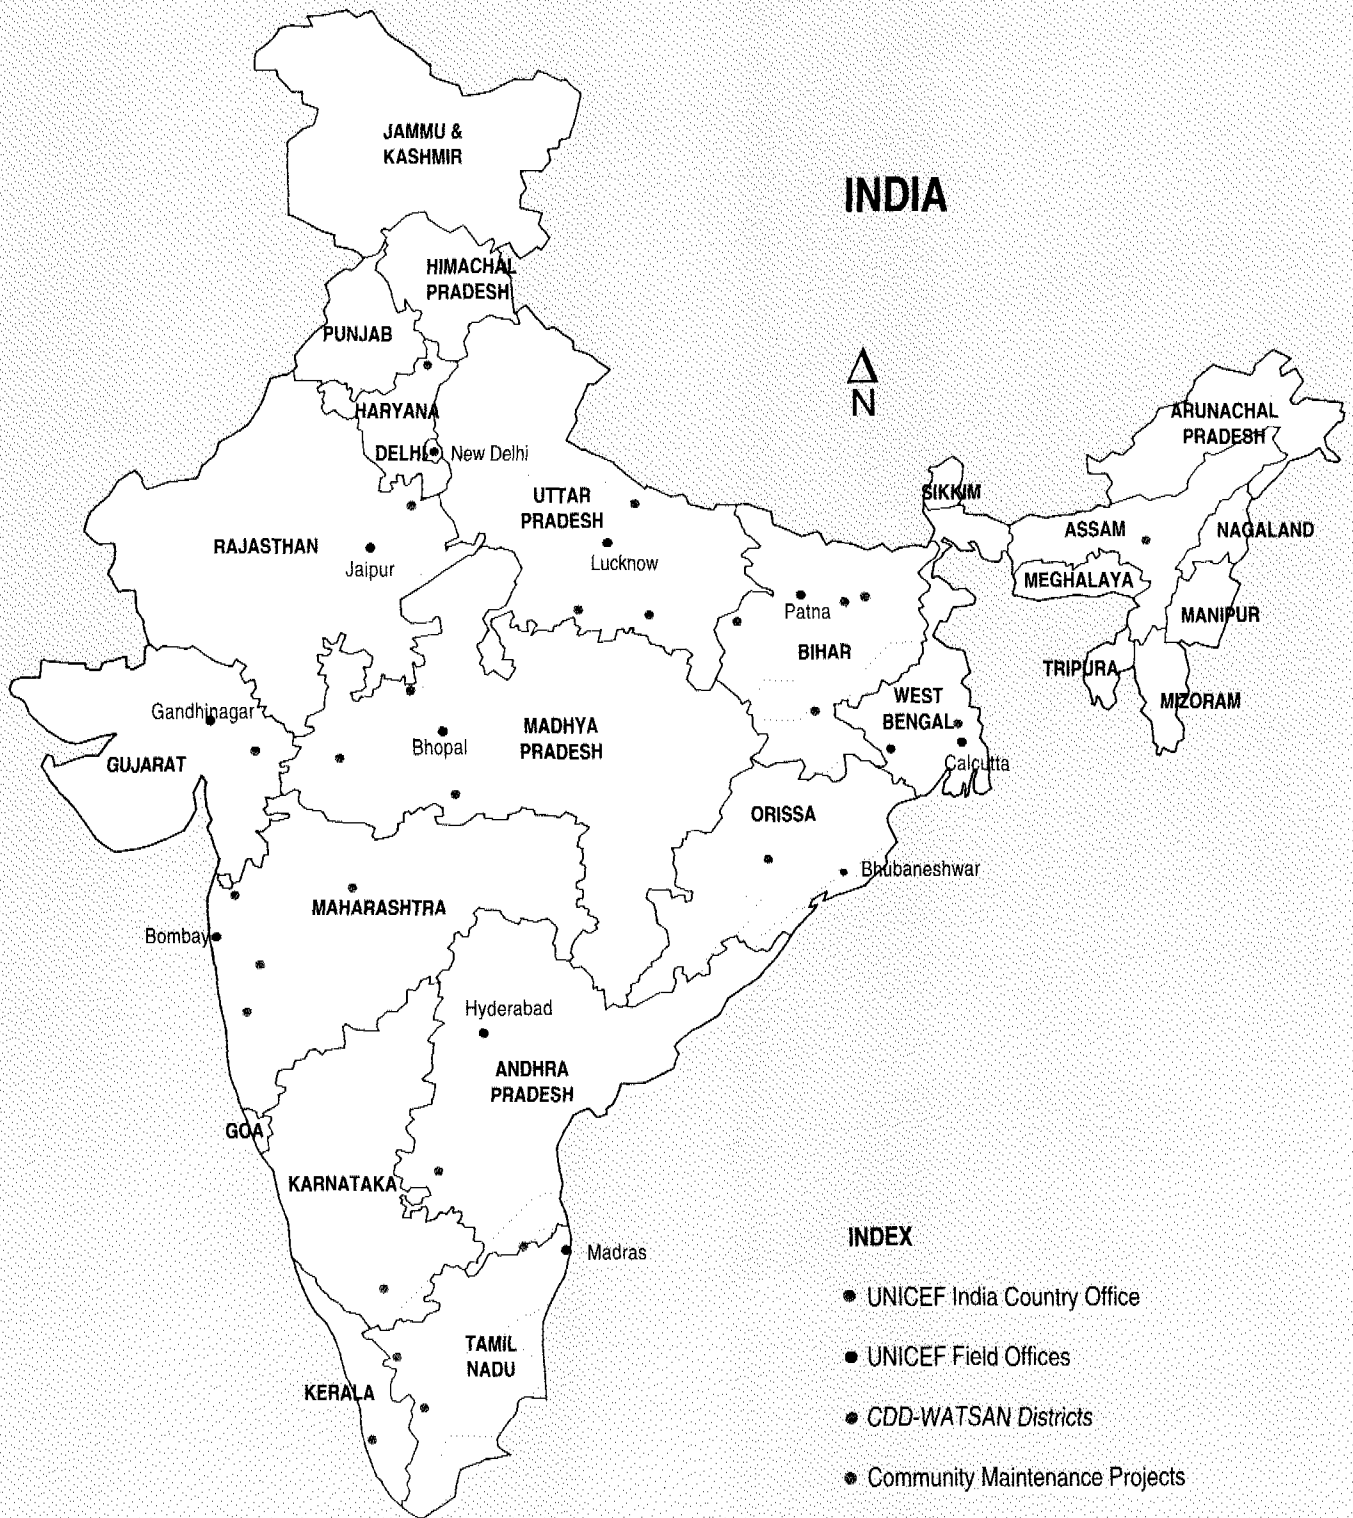 JAMMU &
KASHMIR
INDIA
HIMACHAL
PRADESH
PUNJAB
N
HARYANA
ARUNACHAL
PRADESH
DELHI
New Delhi
SIKKIM
UTTAR
PRADESH
ASSAM
NAGALAND
RAJASTHAN
Jaipur
Lucknow
MEGHALAYA
Patna
MANIPUR
BIHAR
TRIPURA
WEST
BENGAL
MIZORAM
Gandhinagar
MADHYA
PRADESH
Bhopal
GUJARAT
Calcutta
ORISSA
Bhubaneshwar
MAHARASHTRA
Bombay
Hyderabad
ANDHRA
PRADESH
GOA
KARNATAKA
Madras
TAMIL
NADU
KERALA
INDEX
UNICEF India Country Office
UNICEF Field Offices
CDD-WATSAN Districts
Community Maintenance Projects